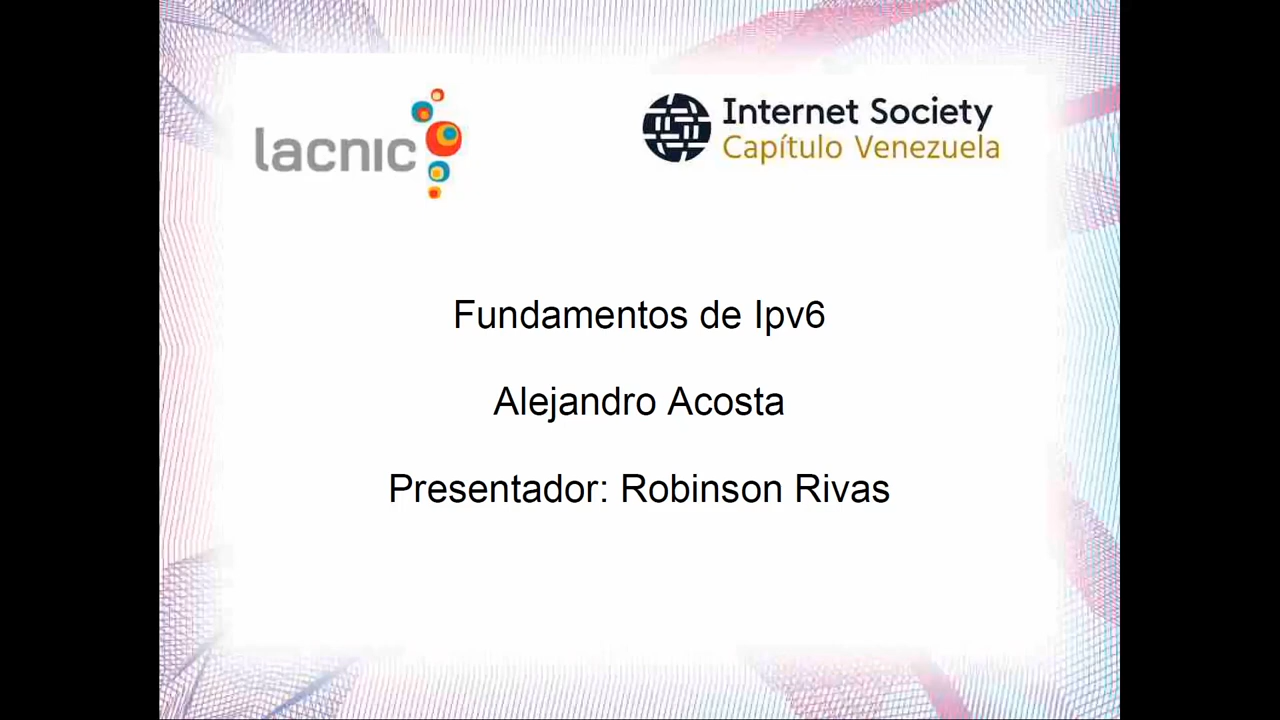 lacnic
Internet Society
Capítulo Venezuela
Fundamentos de Ipv6
Alejandro Acosta
Presentador: Robinson Rivas